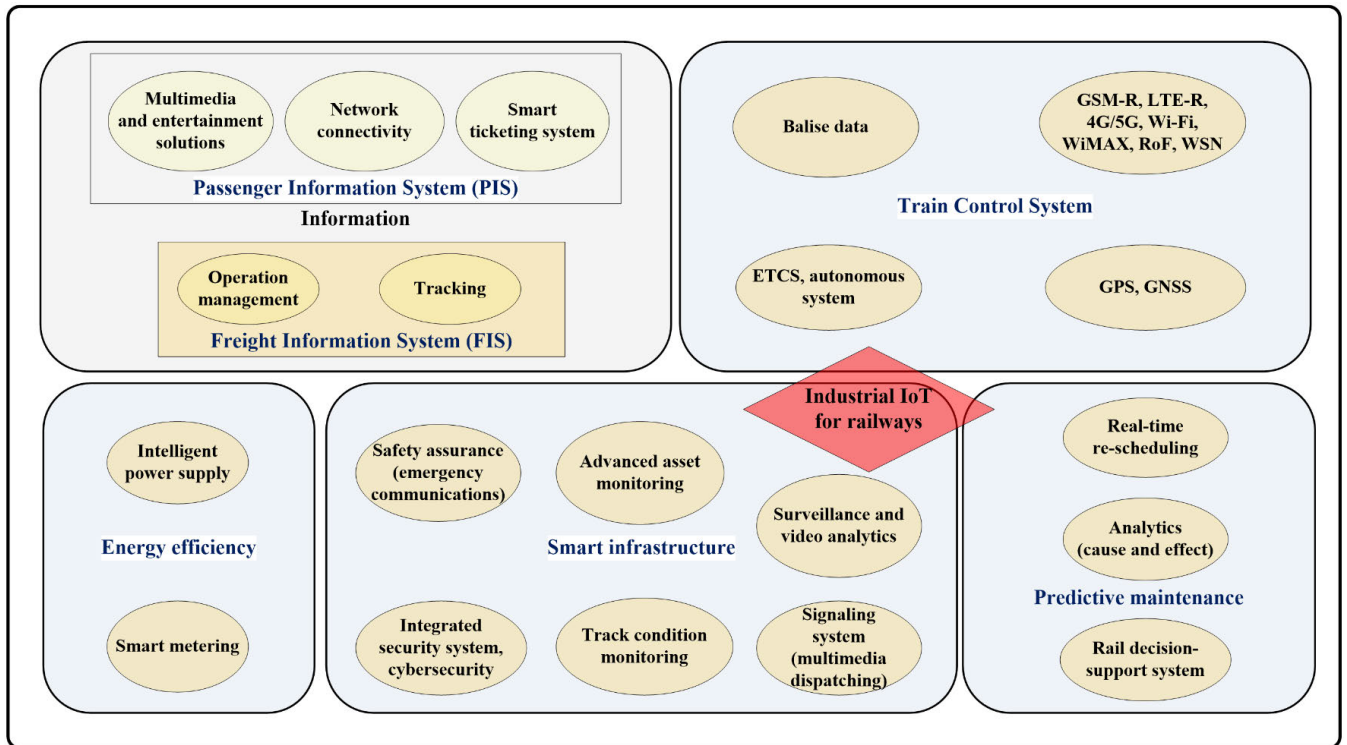 Multimedia
and entertainment
solutions
Network
connectivity
Smart
ticketing system
Passenger Information System (PIS)
Information
Operation
management
Tracking
Freight Information System (FIS)
Balise data
GSM-R, LTE-R,
4G/5G, Wi-Fi,
WiMAX, RoF, WSN
Train Control System
ETCS, autonomous
system
GPS, GNSS
Industrial IoT
for railways
Intelligent
power supply
Energy efficiency
Smart metering
Safety assurance
(emergency
communications)
Advanced asset
monitoring
Surveillance and
video analytics
Smart infrastructure
Integrated
security system,
cybersecurity
Track condition
monitoring
Signaling
system
(multimedia
dispatching)
Real-time
re-scheduling
Analytics
(cause and effect)
Predictive maintenance
Rail decision-
support system